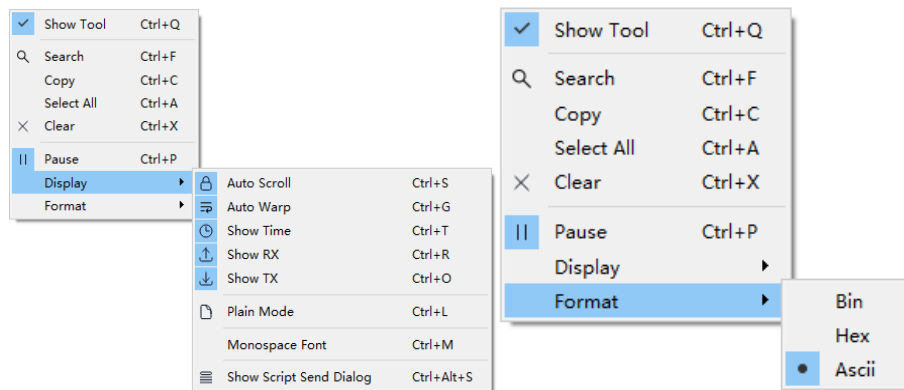 Show Tool Ctrl+Q
Search Ctrl+F
Copy Ctrl+C
Select All Ctrl+A
Clear Ctrl+X
Pause Ctrl+P
Display
Format
Auto Scroll Ctrl+S
Auto Warp Ctrl+G
Show Time Ctrl+T
Show RX Ctrl+R
Show TX Ctrl+O
Plain Mode Ctrl+L
Monospace Font Ctrl+M
Show Script Send Dialog Ctrl+Alt+S
Show Tool Ctrl+Q
Search Ctrl+F
Copy Ctrl+C
Select All Ctrl+A
Clear Ctrl+X
Pause Ctrl+P
Display
Format
Bin
Hex
Ascii